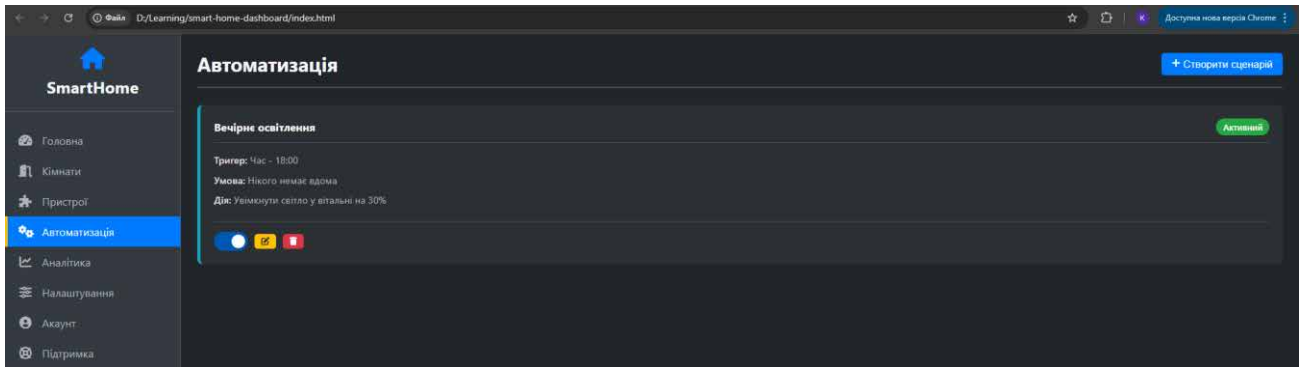 Файл D:/Learning/smart-home-dashboard/index.html
K
Доступна нова версія Chrome
SmartHome
Головна
Кімнати
Пристрої
Автоматизація
Аналітика
Налаштування
Акаунт
Підтримка
Автоматизація
+ Створити сценарій
Вечірнє освітлення
Активний
Тригер: Час - 18:00
Умова: Нікого немає вдома
Дія: Увімкнути світло у вітальні на 30%